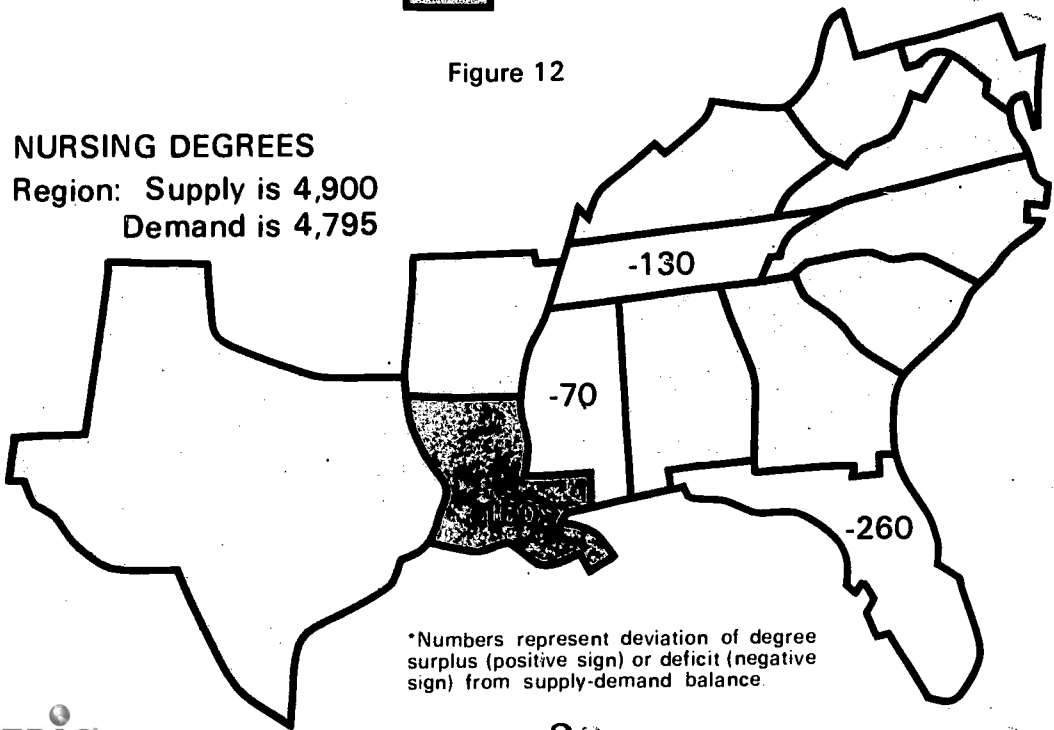 Figure 12
NURSING DEGREES
Region: Supply is 4,900
Demand is 4,795
-130
-70
-260
*Numbers represent deviation of degree
surplus (positive sign) or deficit (negative
sign) from supply-demand balance.